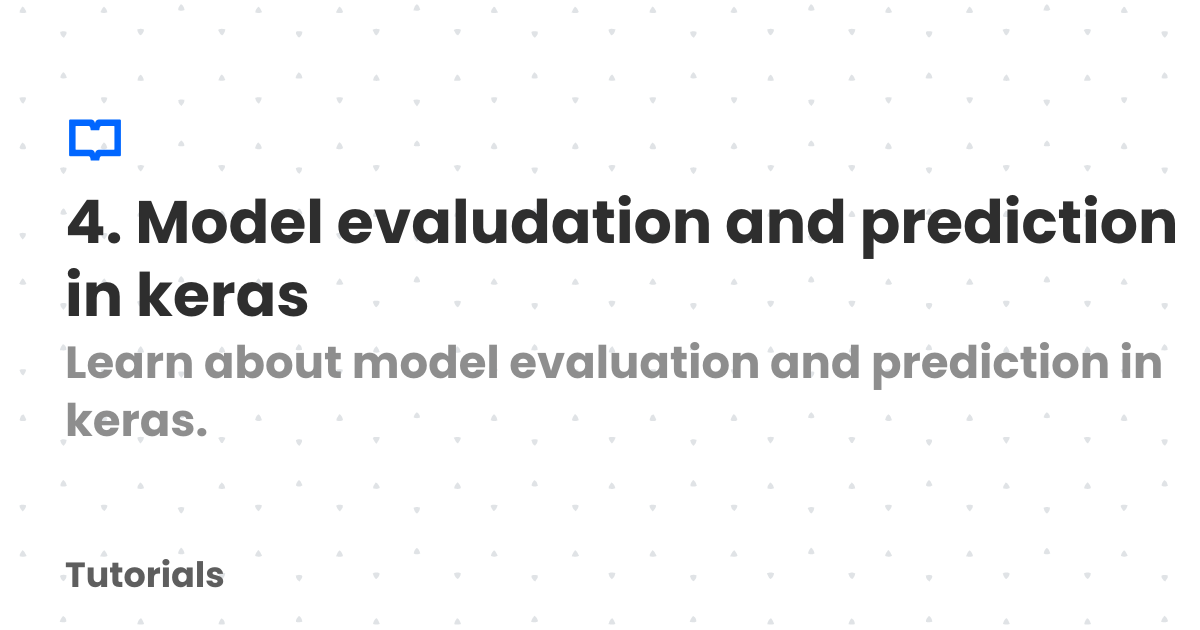 4. Model evaludation and prediction
in keras
Learn about model evaluation and prediction in
keras.
Tutorials